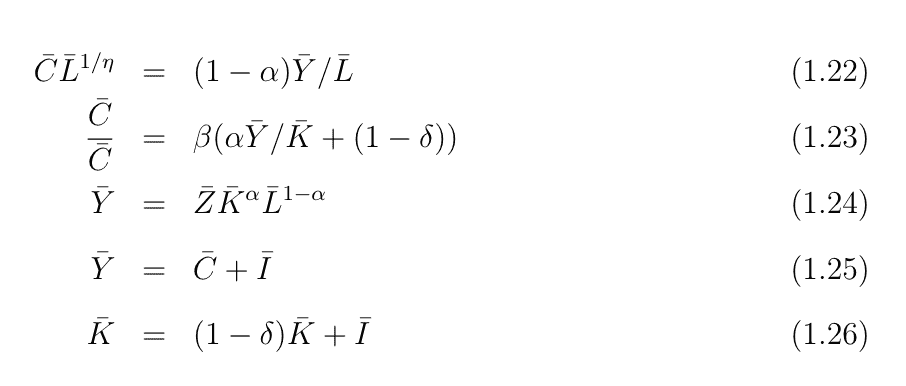 C̄L̄^{1/η} = (1 − α)Ȳ/L̄ (1.22)
C̄/C̄ = β(αȲ/K̄ + (1 − δ)) (1.23)
Ȳ = Z̄K̄^α L̄^{1−α} (1.24)
Ȳ = C̄ + Ī (1.25)
K̄ = (1 − δ)K̄ + Ī (1.26)